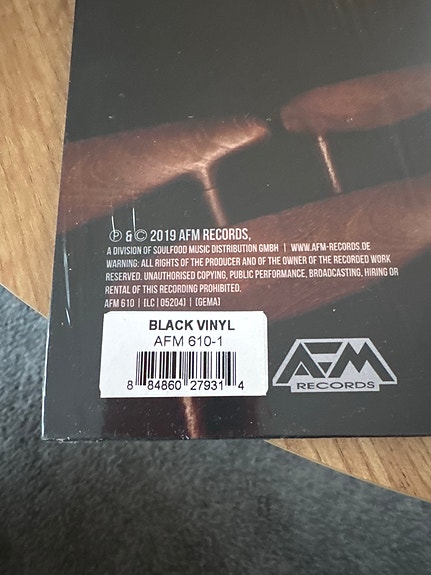 ℗ & © 2019 AFM RECORDS,
A DIVISION OF SOULFOOD MUSIC DISTRIBUTION GMBH | WWW.AFM-RECORDS.DE
WARNING: ALL RIGHTS OF THE PRODUCER AND OF THE OWNER OF THE RECORDED WORK
RESERVED. UNAUTHORISED COPYING, PUBLIC PERFORMANCE, BROADCASTING, HIRING OR
RENTAL OF THIS RECORDING PROHIBITED.
AFM 610 | (LC | 05204) | (GEMA)
BLACK VINYL
AFM 610-1
8 84860 27931 4
AFM
RECORDS